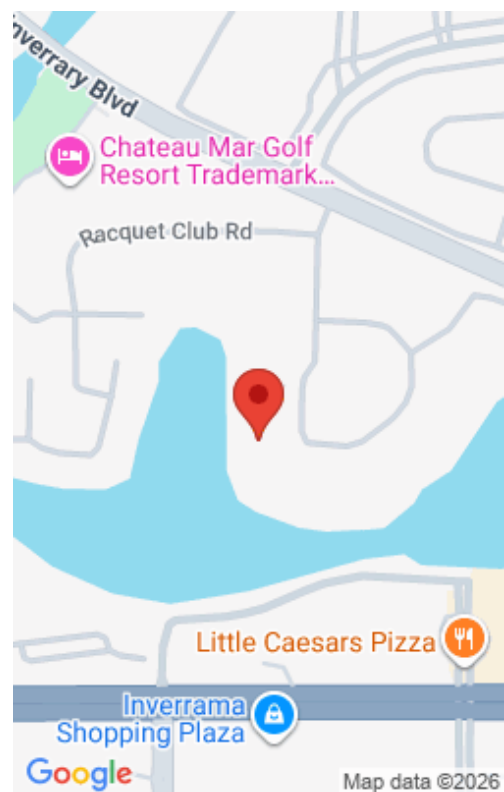 Inverrary Blvd
Chateau Mar Golf
Resort Trademark...
Racquet Club Rd
Little Caesars Pizza
Inverrama
Shopping Plaza
Google
Map data ©2026